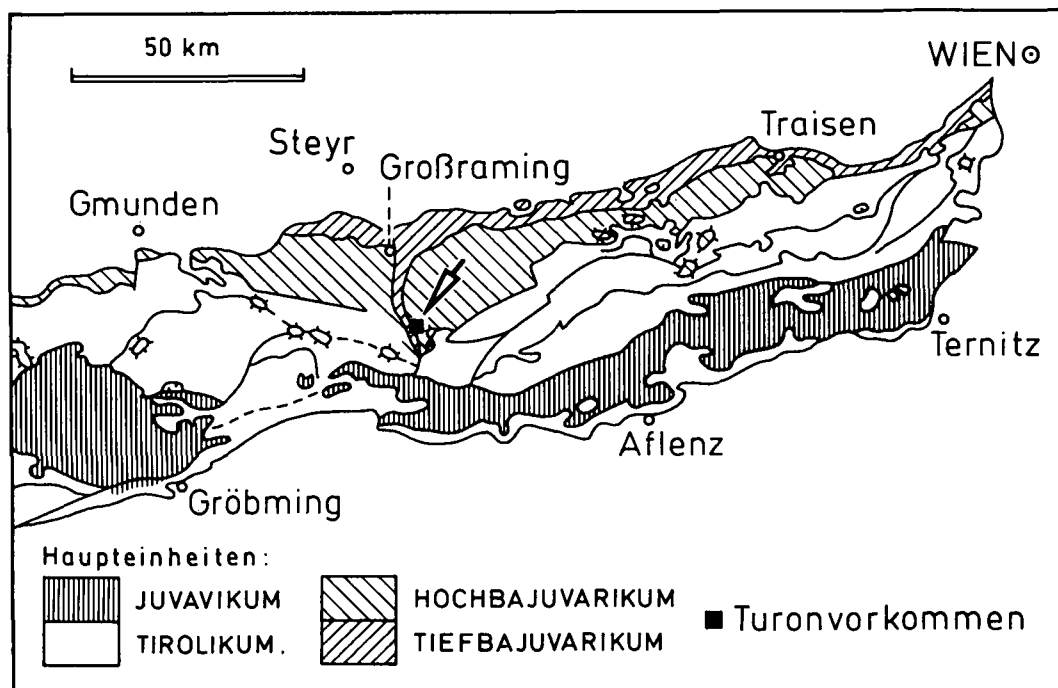 50 km
WIEN
Steyr
Traisen
Großraming
Gmunden
Ternitz
Aflenz
Gröbming
Haupteinheiten:
JUVAVIKUM
HOCHBAJUVARIKUM
TIROLIKUM.
TIEFBAJUVARIKUM
Turonvorkommen